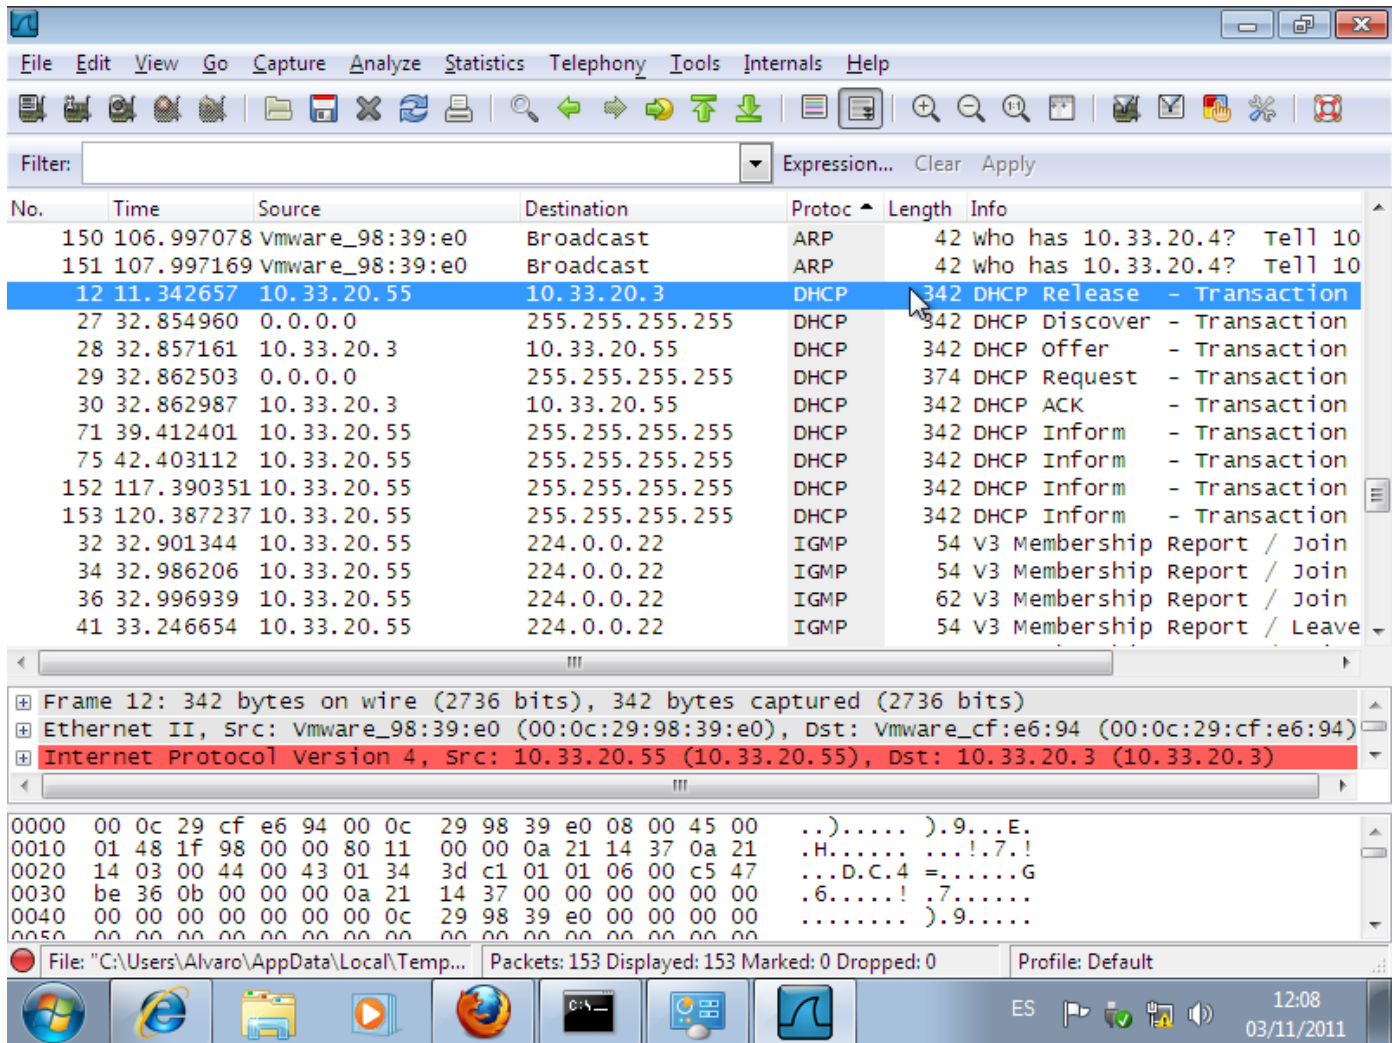 File Edit View Go Capture Analyze Statistics Telephony Tools Internals Help
Filter: Expression... Clear Apply
No. Time Source Destination Protoc Length Info
150 106.997078 Vmware_98:39:e0 Broadcast ARP 42 Who has 10.33.20.4? Tell 10
151 107.997169 Vmware_98:39:e0 Broadcast ARP 42 Who has 10.33.20.4? Tell 10
12 11.342657 10.33.20.55 10.33.20.3 DHCP 342 DHCP Release - Transaction
27 32.854960 0.0.0.0 255.255.255.255 DHCP 342 DHCP Discover - Transaction
28 32.857161 10.33.20.3 10.33.20.55 DHCP 342 DHCP Offer - Transaction
29 32.862503 0.0.0.0 255.255.255.255 DHCP 374 DHCP Request - Transaction
30 32.862987 10.33.20.3 10.33.20.55 DHCP 342 DHCP ACK - Transaction
71 39.412401 10.33.20.55 255.255.255.255 DHCP 342 DHCP Inform - Transaction
75 42.403112 10.33.20.55 255.255.255.255 DHCP 342 DHCP Inform - Transaction
152 117.390351 10.33.20.55 255.255.255.255 DHCP 342 DHCP Inform - Transaction
153 120.387237 10.33.20.55 255.255.255.255 DHCP 342 DHCP Inform - Transaction
32 32.901344 10.33.20.55 224.0.0.22 IGMP 54 V3 Membership Report / Join
34 32.986206 10.33.20.55 224.0.0.22 IGMP 54 V3 Membership Report / Join
36 32.996939 10.33.20.55 224.0.0.22 IGMP 62 V3 Membership Report / Join
41 33.246654 10.33.20.55 224.0.0.22 IGMP 54 V3 Membership Report / Leave
Frame 12: 342 bytes on wire (2736 bits), 342 bytes captured (2736 bits)
Ethernet II, Src: Vmware_98:39:e0 (00:0c:29:98:39:e0), Dst: Vmware_cf:e6:94 (00:0c:29:cf:e6:94)
Internet Protocol Version 4, Src: 10.33.20.55 (10.33.20.55), Dst: 10.33.20.3 (10.33.20.3)
0000 00 0c 29 cf e6 94 00 0c 29 98 39 e0 08 00 45 00 ..)..... ).9...E.
0010 01 48 1f 98 00 00 80 11 00 00 0a 21 14 37 0a 21 .H...... ...!.7.!
0020 14 03 00 44 00 43 01 34 3d c1 01 01 06 00 c5 47 ...D.C.4 =......G
0030 be 36 0b 00 00 00 0a 21 14 37 00 00 00 00 00 00 .6.....! .7......
0040 00 00 00 00 00 00 00 0c 29 98 39 e0 00 00 00 00 ........ ).9.....
0050 00 00 00 00 00 00 00 00 00 00 00 00 00 00 00 00
File: "C:\Users\Alvaro\AppData\Local\Temp... Packets: 153 Displayed: 153 Marked: 0 Dropped: 0 Profile: Default
C:\_
ES 12:08
03/11/2011